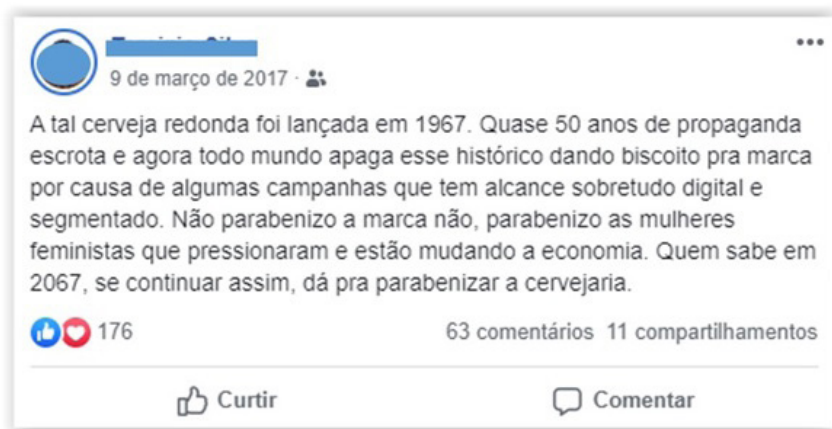 9 de março de 2017 ·
A tal cerveja redonda foi lançada em 1967. Quase 50 anos de propaganda
escrota e agora todo mundo apaga esse histórico dando biscoito pra marca
por causa de algumas campanhas que tem alcance sobretudo digital e
segmentado. Não parabenizo a marca não, parabenizo as mulheres
feministas que pressionaram e estão mudando a economia. Quem sabe em
2067, se continuar assim, dá pra parabenizar a cervejaria.
176 63 comentários 11 compartilhamentos
Curtir Comentar